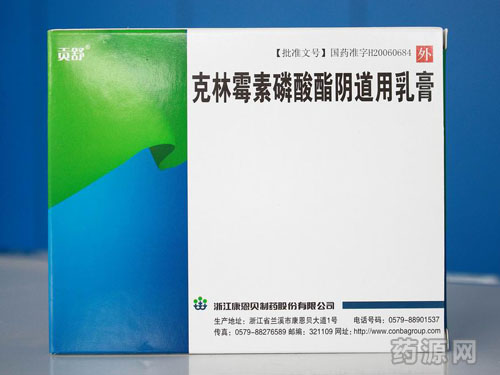 贡舒®
【批准文号】国药准字H20060684 外
克林霉素磷酸酯阴道用乳膏
浙江康恩贝制药股份有限公司
生产地址：浙江省兰溪市康恩贝大道1号 电话号码：0579-88901537
传真：0579-88276589 邮编：321109 网址：http://www.conbagroup.com
药源网